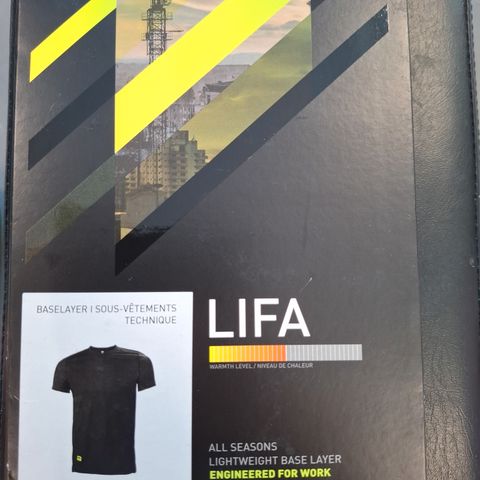 BASELAYER | SOUS-VÊTEMENTS
TECHNIQUE
LIFA
WARMTH LEVEL / NIVEAU DE CHALEUR
ALL SEASONS
LIGHTWEIGHT BASE LAYER
ENGINEERED FOR WORK